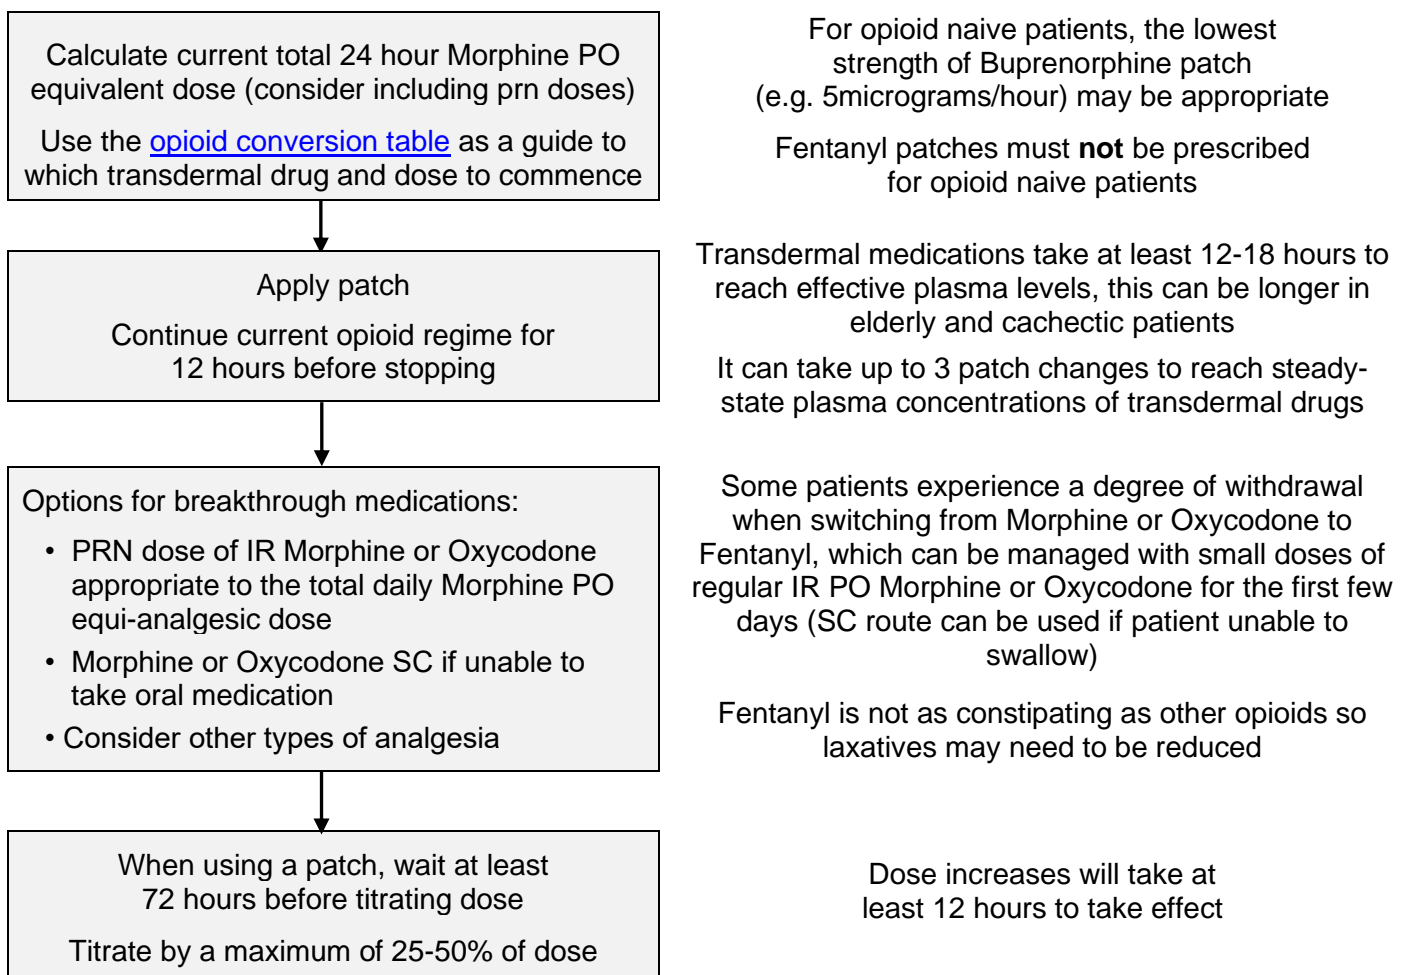 Calculate current total 24 hour Morphine PO
equivalent dose (consider including prn doses)
Use the opioid conversion table as a guide to
which transdermal drug and dose to commence
For opioid naive patients, the lowest
strength of Buprenorphine patch
(e.g. 5micrograms/hour) may be appropriate
Fentanyl patches must not be prescribed
for opioid naive patients
Apply patch
Continue current opioid regime for
12 hours before stopping
Transdermal medications take at least 12-18 hours to
reach effective plasma levels, this can be longer in
elderly and cachectic patients
It can take up to 3 patch changes to reach steady-
state plasma concentrations of transdermal drugs
Options for breakthrough medications:
• PRN dose of IR Morphine or Oxycodone
appropriate to the total daily Morphine PO
equi-analgesic dose
• Morphine or Oxycodone SC if unable to
take oral medication
• Consider other types of analgesia
Some patients experience a degree of withdrawal
when switching from Morphine or Oxycodone to
Fentanyl, which can be managed with small doses of
regular IR PO Morphine or Oxycodone for the first few
days (SC route can be used if patient unable to
swallow)
Fentanyl is not as constipating as other opioids so
laxatives may need to be reduced
When using a patch, wait at least
72 hours before titrating dose
Titrate by a maximum of 25-50% of dose
Dose increases will take at
least 12 hours to take effect